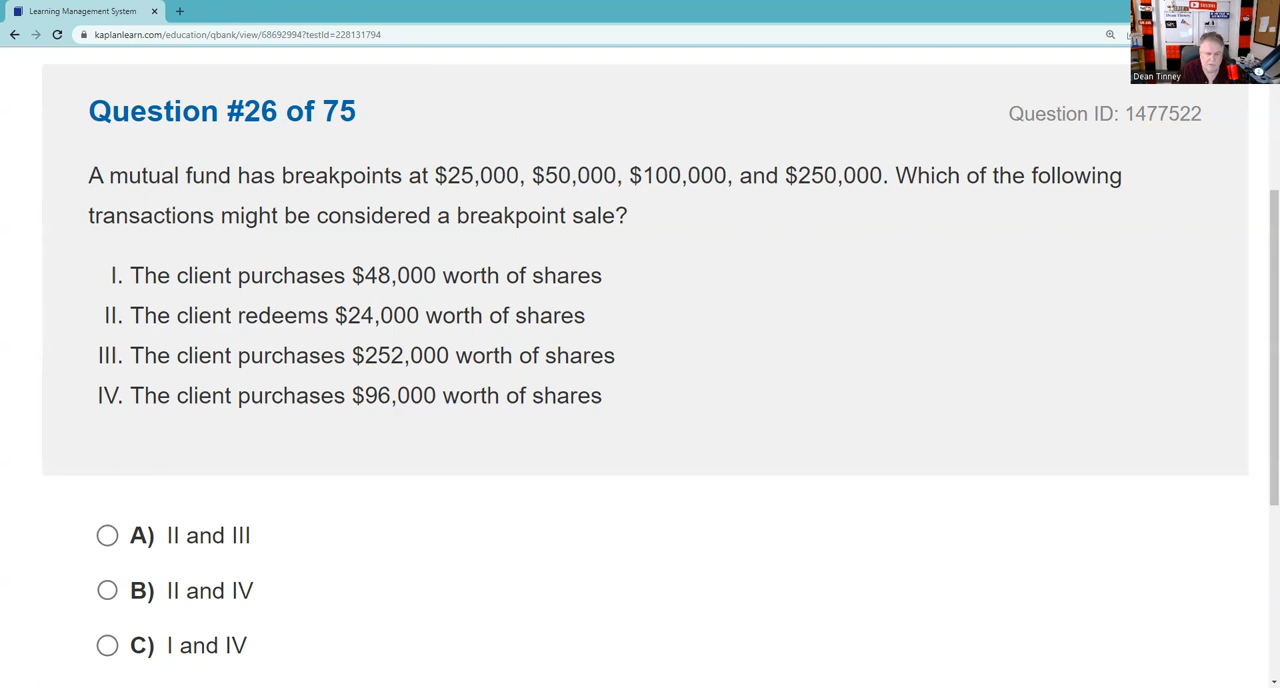 Learning Management System
kaplanlearn.com/education/qbank/view/68692994?testId=228131794
Dean Tinney
Question #26 of 75
Question ID: 1477522
A mutual fund has breakpoints at $25,000, $50,000, $100,000, and $250,000. Which of the following
transactions might be considered a breakpoint sale?
I. The client purchases $48,000 worth of shares
II. The client redeems $24,000 worth of shares
III. The client purchases $252,000 worth of shares
IV. The client purchases $96,000 worth of shares
A) II and III
B) II and IV
C) I and IV